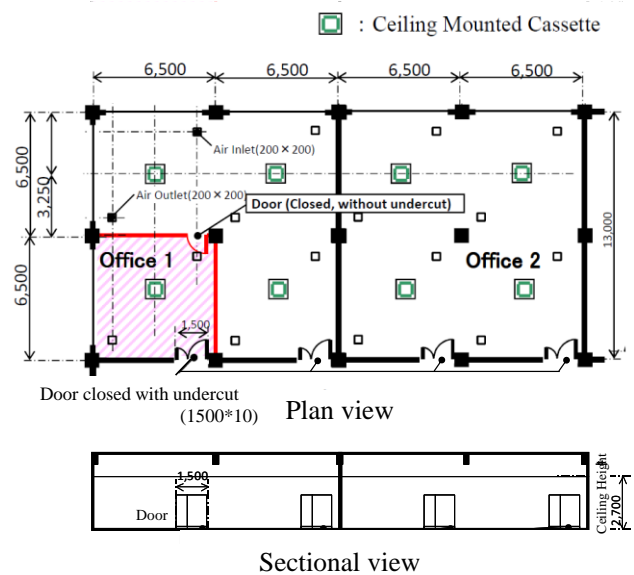 : Ceiling Mounted Cassette
6,500 6,500 6,500 6,500
Air Inlet(200×200)
6,500
3,250
Air Outlet(200×200)
Door (Closed, without undercut)
13,000
Office 1
Office 2
6,500
1,500
Door closed with undercut
(1500*10)
Plan view
1,500
Door
Ceiling Height
2,700
Sectional view